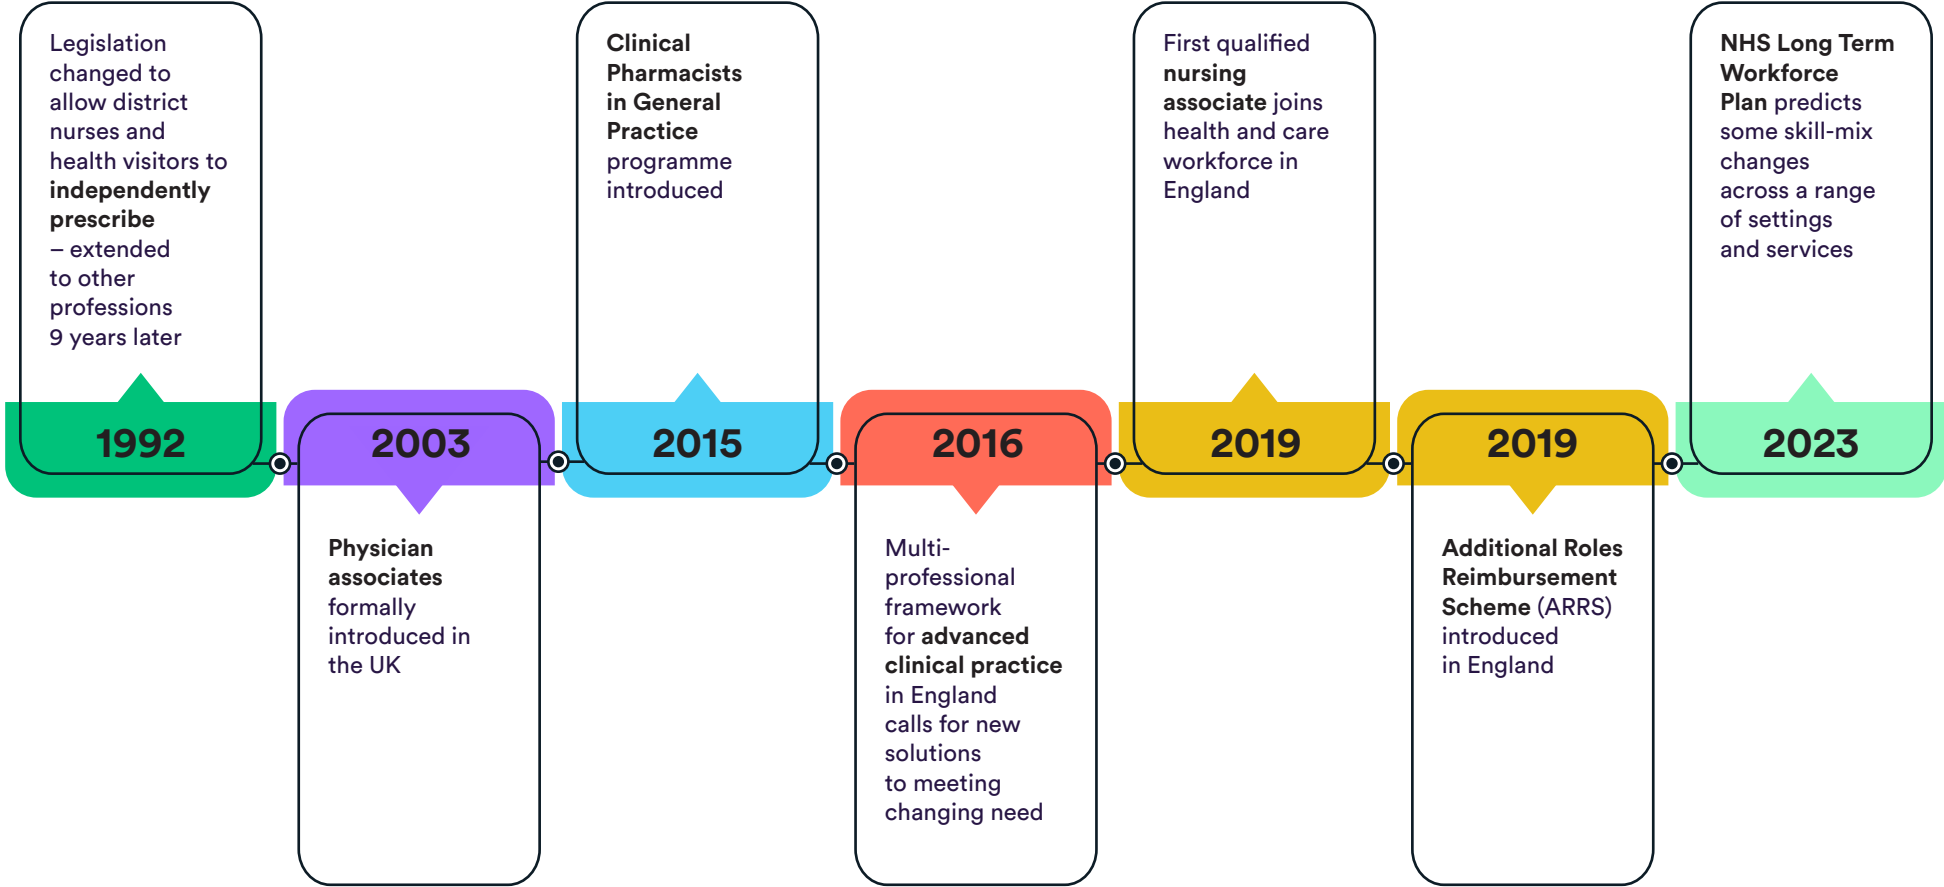 Legislation
changed to
allow district
nurses and
health visitors to
independently
prescribe
– extended
to other
professions
9 years later
1992
2003
Physician
associates
formally
introduced in
the UK
Clinical
Pharmacists
in General
Practice
programme
introduced
2015
2016
Multi-
professional
framework
for advanced
clinical practice
in England
calls for new
solutions
to meeting
changing need
First qualified
nursing
associate joins
health and care
workforce in
England
2019
2019
Additional Roles
Reimbursement
Scheme (ARRS)
introduced
in England
NHS Long Term
Workforce
Plan predicts
some skill-mix
changes
across a range
of settings
and services
2023